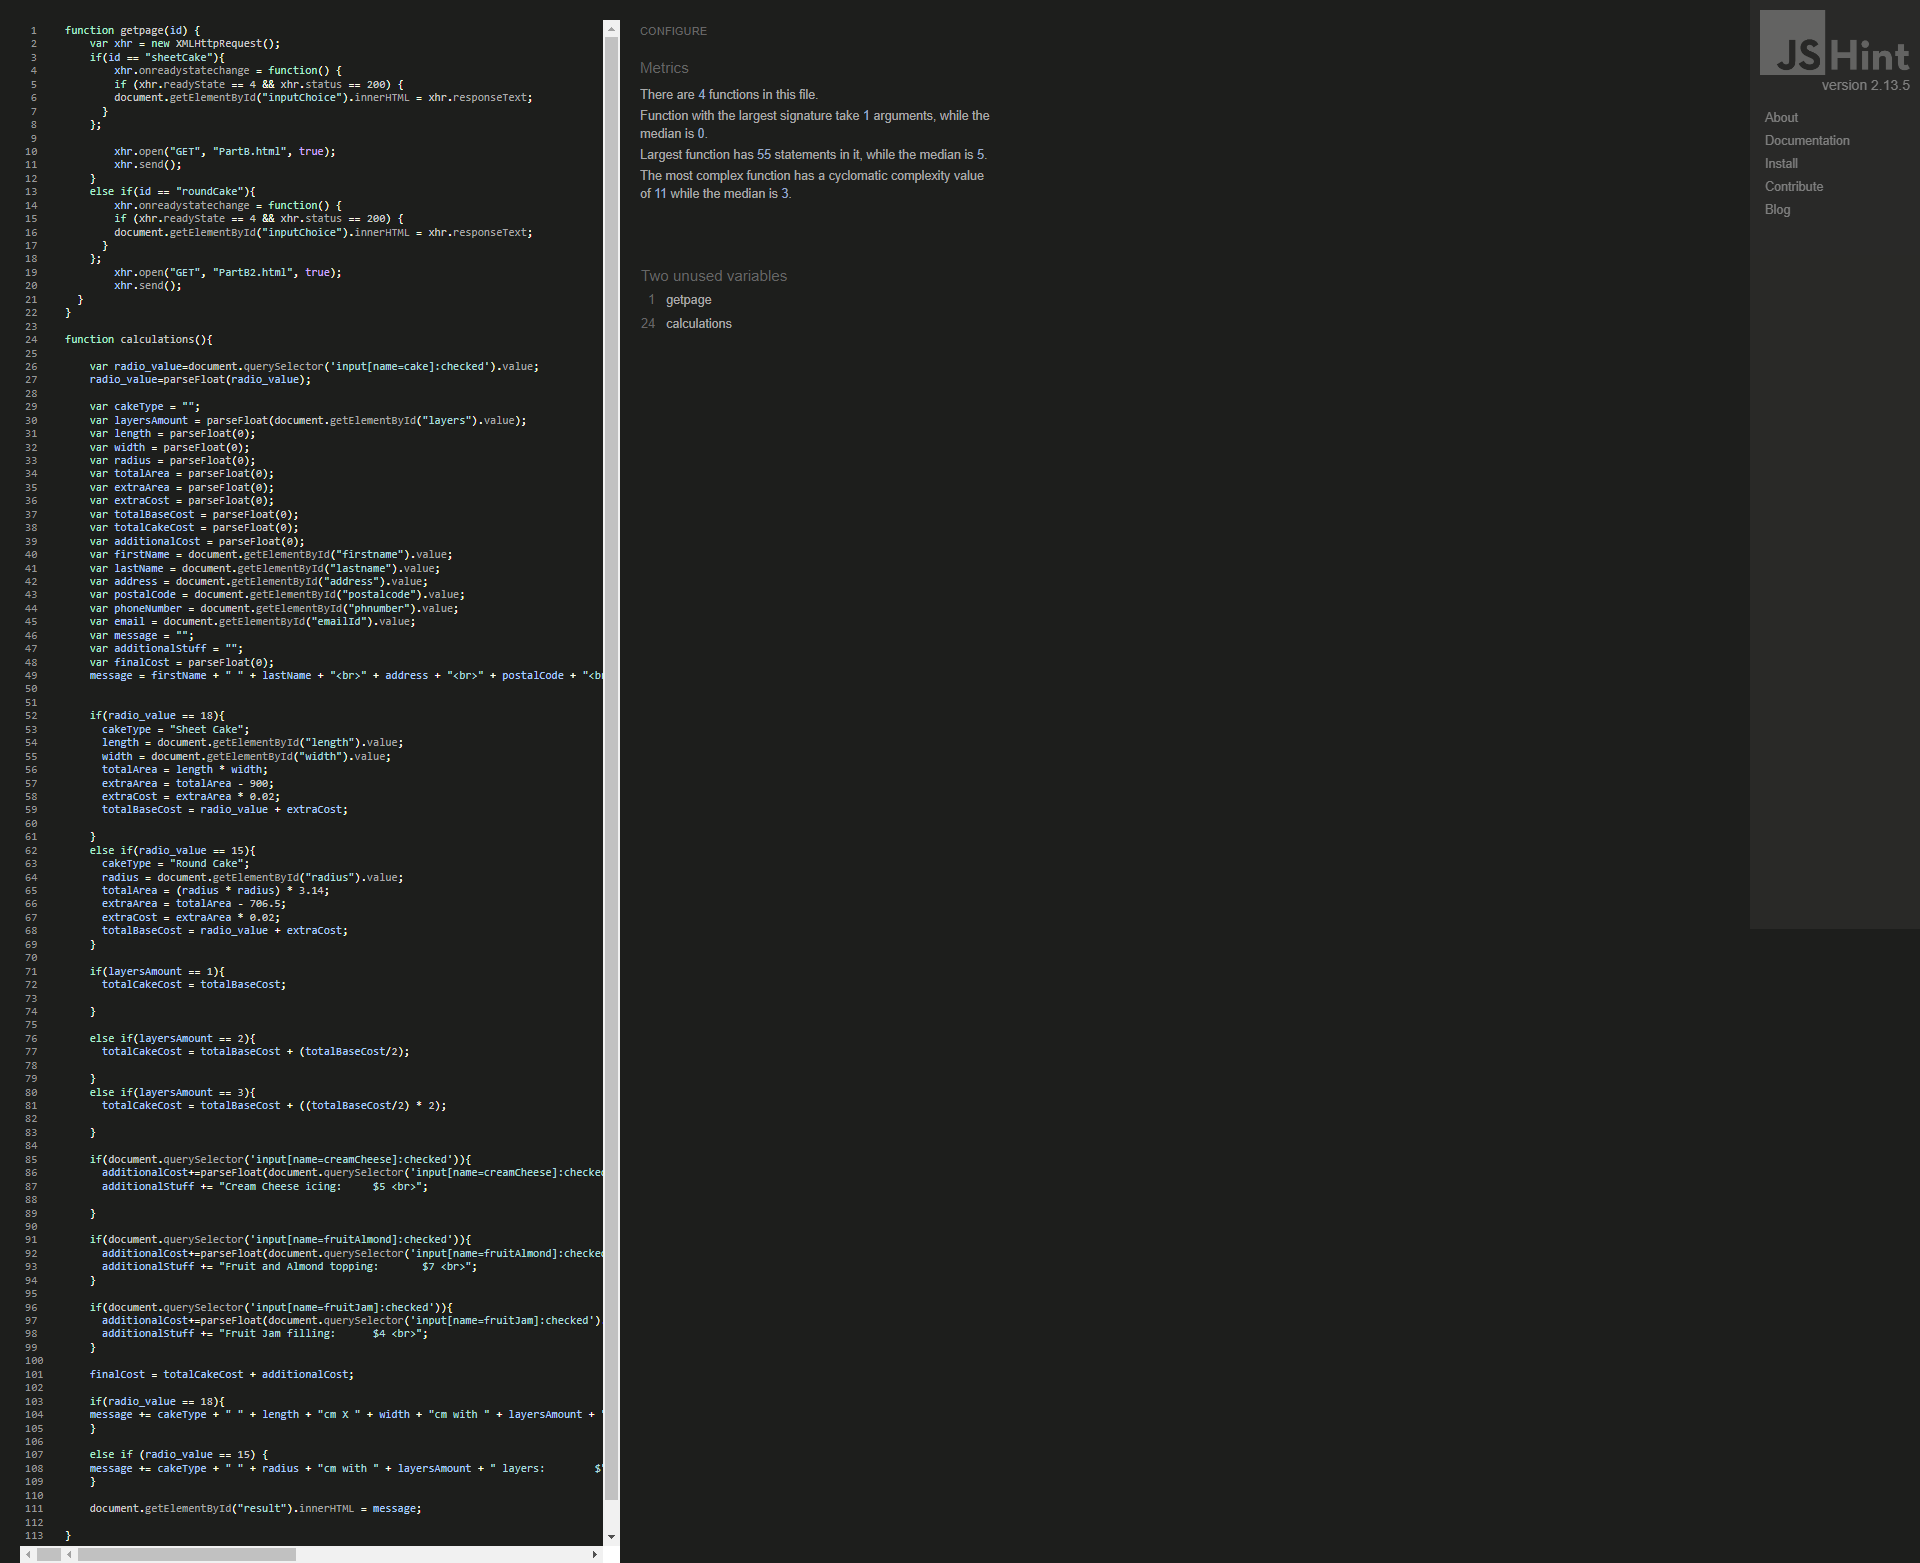 1 function getpage(id) {
2 var xhr = new XMLHttpRequest();
3 if(id == "sheetCake"){
4 xhr.onreadystatechange = function() {
5 if (xhr.readyState == 4 && xhr.status == 200) {
6 document.getElementById("inputChoice").innerHTML = xhr.responseText;
7 }
8 };
9
10 xhr.open("GET", "PartB.html", true);
11 xhr.send();
12 }
13 else if(id == "roundCake"){
14 xhr.onreadystatechange = function() {
15 if (xhr.readyState == 4 && xhr.status == 200) {
16 document.getElementById("inputChoice").innerHTML = xhr.responseText;
17 }
18 };
19 xhr.open("GET", "PartB2.html", true);
20 xhr.send();
21 }
22 }
23
24 function calculations(){
25
26 var radio_value=document.querySelector('input[name=cake]:checked').value;
27 radio_value=parseFloat(radio_value);
28
29 var cakeType = "";
30 var layersAmount = parseFloat(document.getElementById("layers").value);
31 var length = parseFloat(0);
32 var width = parseFloat(0);
33 var radius = parseFloat(0);
34 var totalArea = parseFloat(0);
35 var extraArea = parseFloat(0);
36 var extraCost = parseFloat(0);
37 var totalBaseCost = parseFloat(0);
38 var totalCakeCost = parseFloat(0);
39 var additionalCost = parseFloat(0);
40 var firstName = document.getElementById("firstname").value;
41 var lastName = document.getElementById("lastname").value;
42 var address = document.getElementById("address").value;
43 var postalCode = document.getElementById("postalcode").value;
44 var phoneNumber = document.getElementById("phnumber").value;
45 var email = document.getElementById("emailId").value;
46 var message = "";
47 var additionalStuff = "";
48 var finalCost = parseFloat(0);
49 message = firstName + " " + lastName + "<br>" + address + "<br>" + postalCode + "<b
50
51
52 if(radio_value == 18){
53 cakeType = "Sheet Cake";
54 length = document.getElementById("length").value;
55 width = document.getElementById("width").value;
56 totalArea = length * width;
57 extraArea = totalArea - 900;
58 extraCost = extraArea * 0.02;
59 totalBaseCost = radio_value + extraCost;
60
61 }
62 else if(radio_value == 15){
63 cakeType = "Round Cake";
64 radius = document.getElementById("radius").value;
65 totalArea = (radius * radius) * 3.14;
66 extraArea = totalArea - 706.5;
67 extraCost = extraArea * 0.02;
68 totalBaseCost = radio_value + extraCost;
69 }
70
71 if(layersAmount == 1){
72 totalCakeCost = totalBaseCost;
73
74 }
75
76 else if(layersAmount == 2){
77 totalCakeCost = totalBaseCost + (totalBaseCost/2);
78
79 }
80 else if(layersAmount == 3){
81 totalCakeCost = totalBaseCost + ((totalBaseCost/2) * 2);
82
83 }
84
85 if(document.querySelector('input[name=creamCheese]:checked')){
86 additionalCost+=parseFloat(document.querySelector('input[name=creamCheese]:checke
87 additionalStuff += "Cream Cheese icing: $5 <br>";
88
89 }
90
91 if(document.querySelector('input[name=fruitAlmond]:checked')){
92 additionalCost+=parseFloat(document.querySelector('input[name=fruitAlmond]:checke
93 additionalStuff += "Fruit and Almond topping: $7 <br>";
94 }
95
96 if(document.querySelector('input[name=fruitJam]:checked')){
97 additionalCost+=parseFloat(document.querySelector('input[name=fruitJam]:checked')
98 additionalStuff += "Fruit Jam filling: $4 <br>";
99 }
100
101 finalCost = totalCakeCost + additionalCost;
102
103 if(radio_value == 18){
104 message += cakeType + " " + length + "cm X " + width + "cm with " + layersAmount + "
105 }
106
107 else if (radio_value == 15) {
108 message += cakeType + " " + radius + "cm with " + layersAmount + " layers: $"
109 }
110
111 document.getElementById("result").innerHTML = message;
112
113 }
CONFIGURE
Metrics
There are 4 functions in this file.
Function with the largest signature take 1 arguments, while the
median is 0.
Largest function has 55 statements in it, while the median is 5.
The most complex function has a cyclomatic complexity value
of 11 while the median is 3.
Two unused variables
1 getpage
24 calculations
JSHint
version 2.13.5
About
Documentation
Install
Contribute
Blog